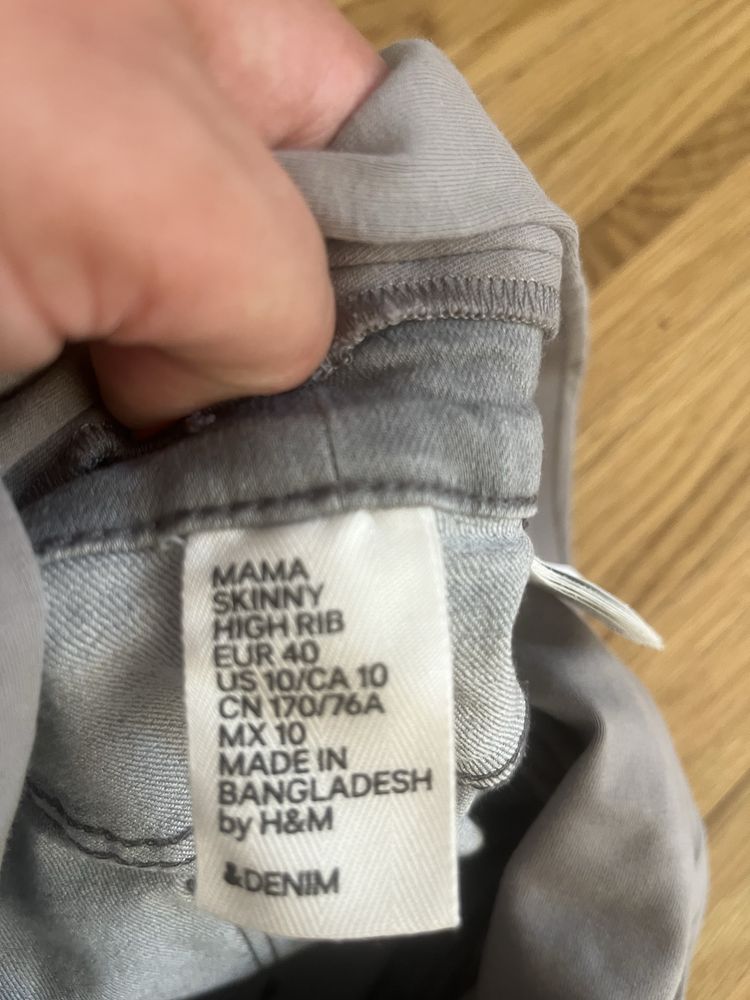 MAMA
SKINNY
HIGH RIB
EUR 40
US 10/CA 10
CN 170/76A
MX 10
MADE IN
BANGLADESH
by H&M
&DENIM